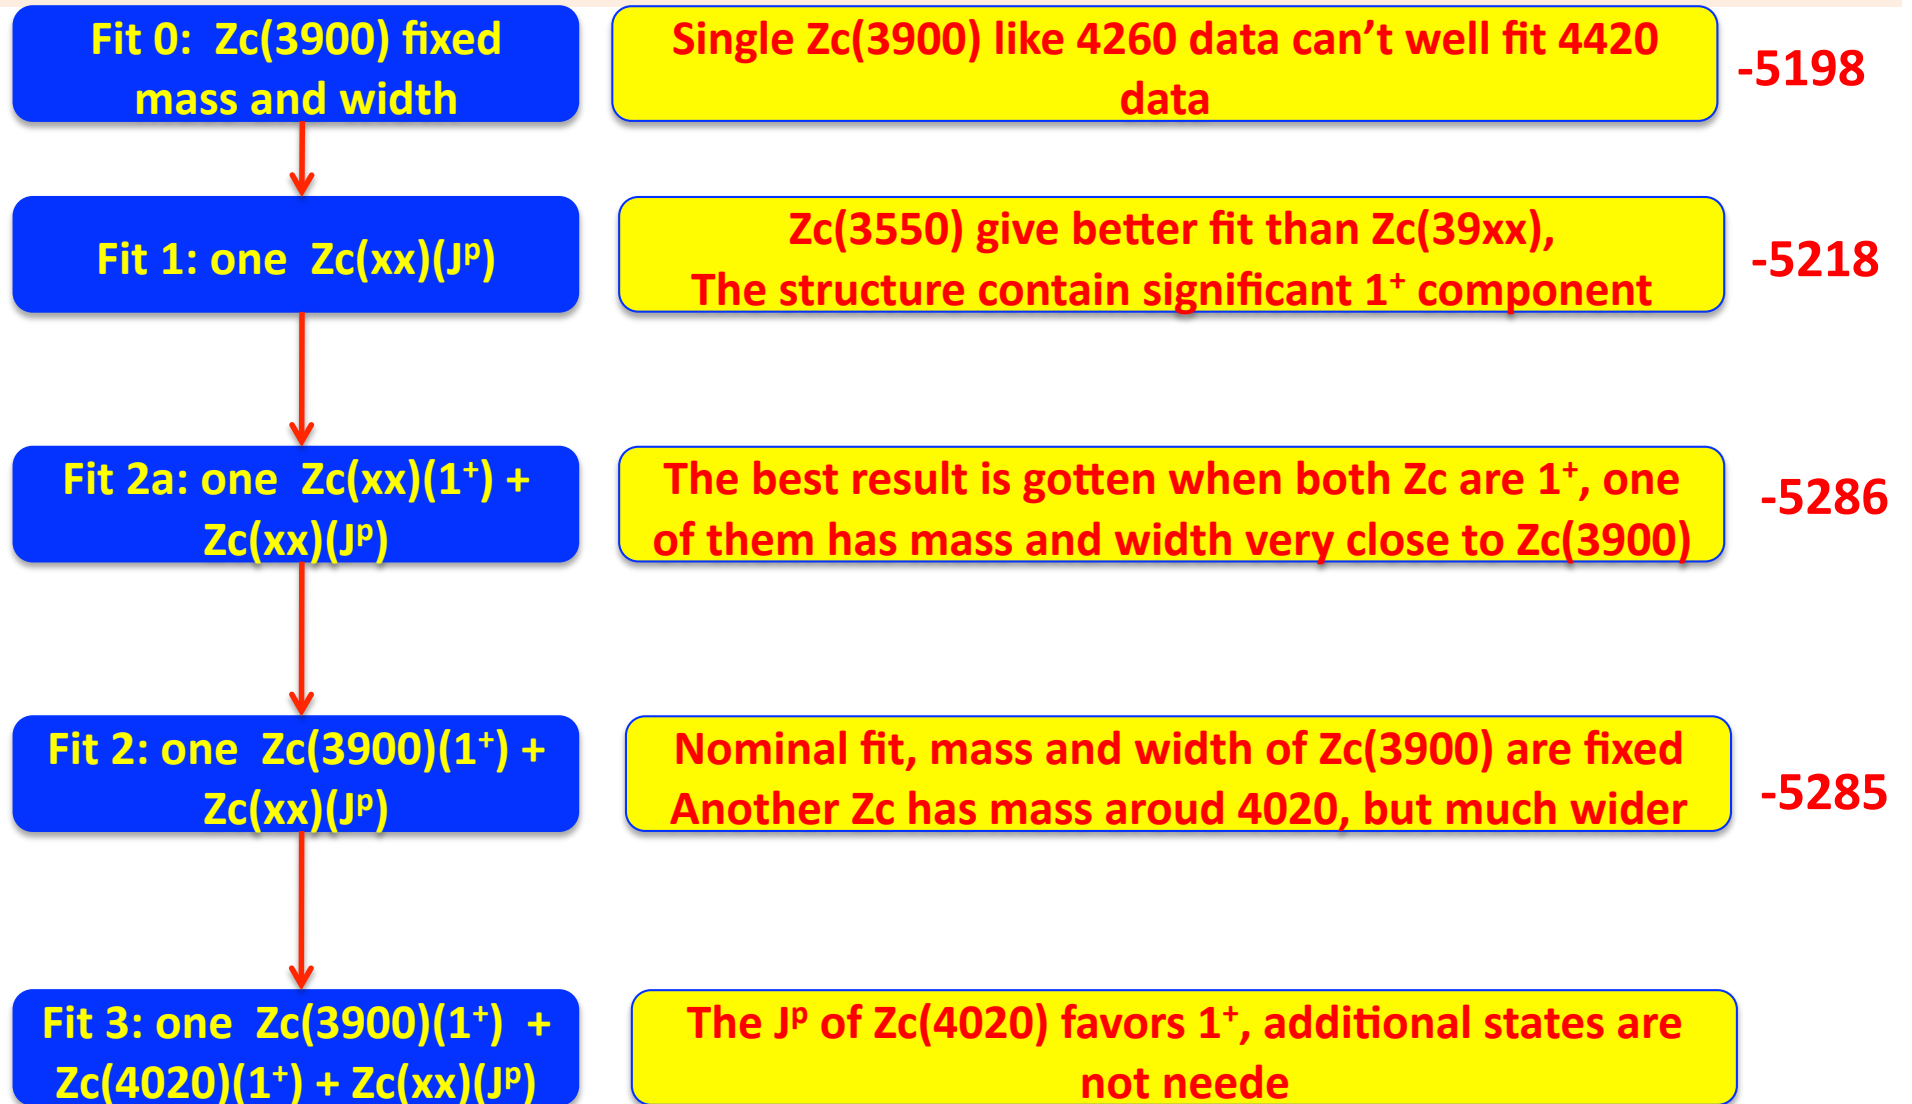 Fit 0: Zc(3900) fixed
mass and width
Single Zc(3900) like 4260 data can't well fit 4420
data
-5198
Fit 1: one Zc(xx)(Jᵖ)
Zc(3550) give better fit than Zc(39xx),
The structure contain significant 1⁺ component
-5218
Fit 2a: one Zc(xx)(1⁺) +
Zc(xx)(Jᵖ)
The best result is gotten when both Zc are 1⁺, one
of them has mass and width very close to Zc(3900)
-5286
Fit 2: one Zc(3900)(1⁺) +
Zc(xx)(Jᵖ)
Nominal fit, mass and width of Zc(3900) are fixed
Another Zc has mass aroud 4020, but much wider
-5285
Fit 3: one Zc(3900)(1⁺) +
Zc(4020)(1⁺) + Zc(xx)(Jᵖ)
The Jᵖ of Zc(4020) favors 1⁺, additional states are
not neede